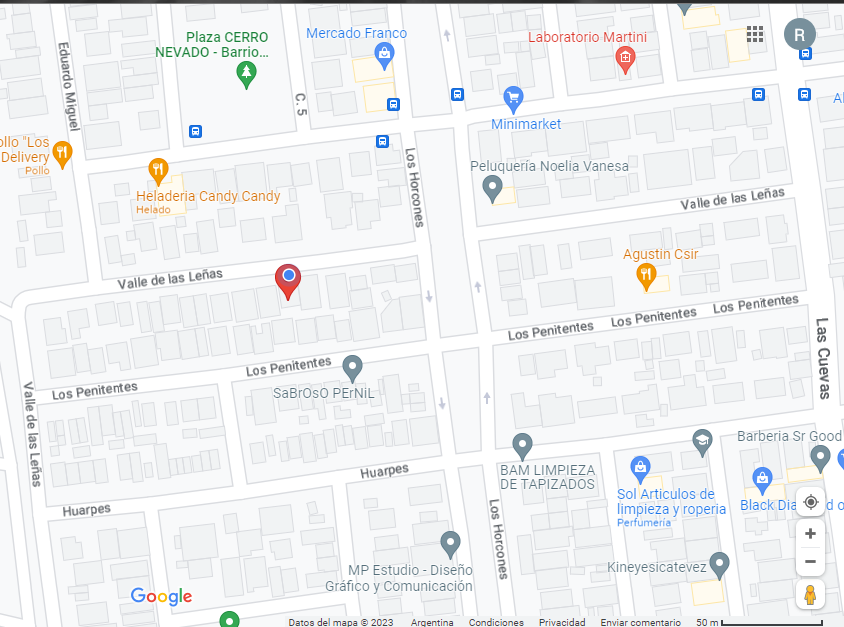 Plaza CERRO
NEVADO - Barrio...
Mercado Franco
Laboratorio Martini
R
Eduardo Miguel
C. 5
Minimarket
ollo "Los
Delivery
Pollo
Heladeria Candy Candy
Helado
Los Horcones
Peluquería Noelia Vanesa
Valle de las Leñas
Agustin Csir
Valle de las Leñas
Los Penitentes
Los Penitentes
Los Penitentes
Las Cuevas
Los Penitentes
Los Penitentes
SaBrOsO PErNiL
Valle de las Leñas
Barberia Sr Good
BAM LIMPIEZA
DE TAPIZADOS
Huarpes
Huarpes
Sol Articulos de
limpieza y roperia
Perfumería
Black Dia
d o
Los Horcones
MP Estudio - Diseño
Gráfico y Comunicación
Kineyesicatevez
Google
Datos del mapa © 2023 Argentina Condiciones Privacidad Enviar comentario 50 m